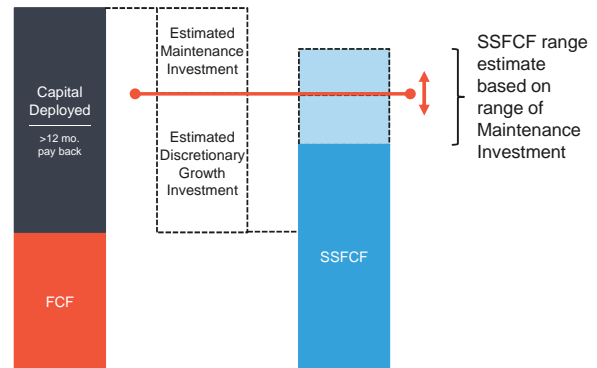 Capital
Deployed
>12 mo.
pay back
FCF
Estimated
Maintenance
Investment
Estimated
Discretionary
Growth
Investment
SSFCF
SSFCF range
estimate
based on
range of
Maintenance
Investment